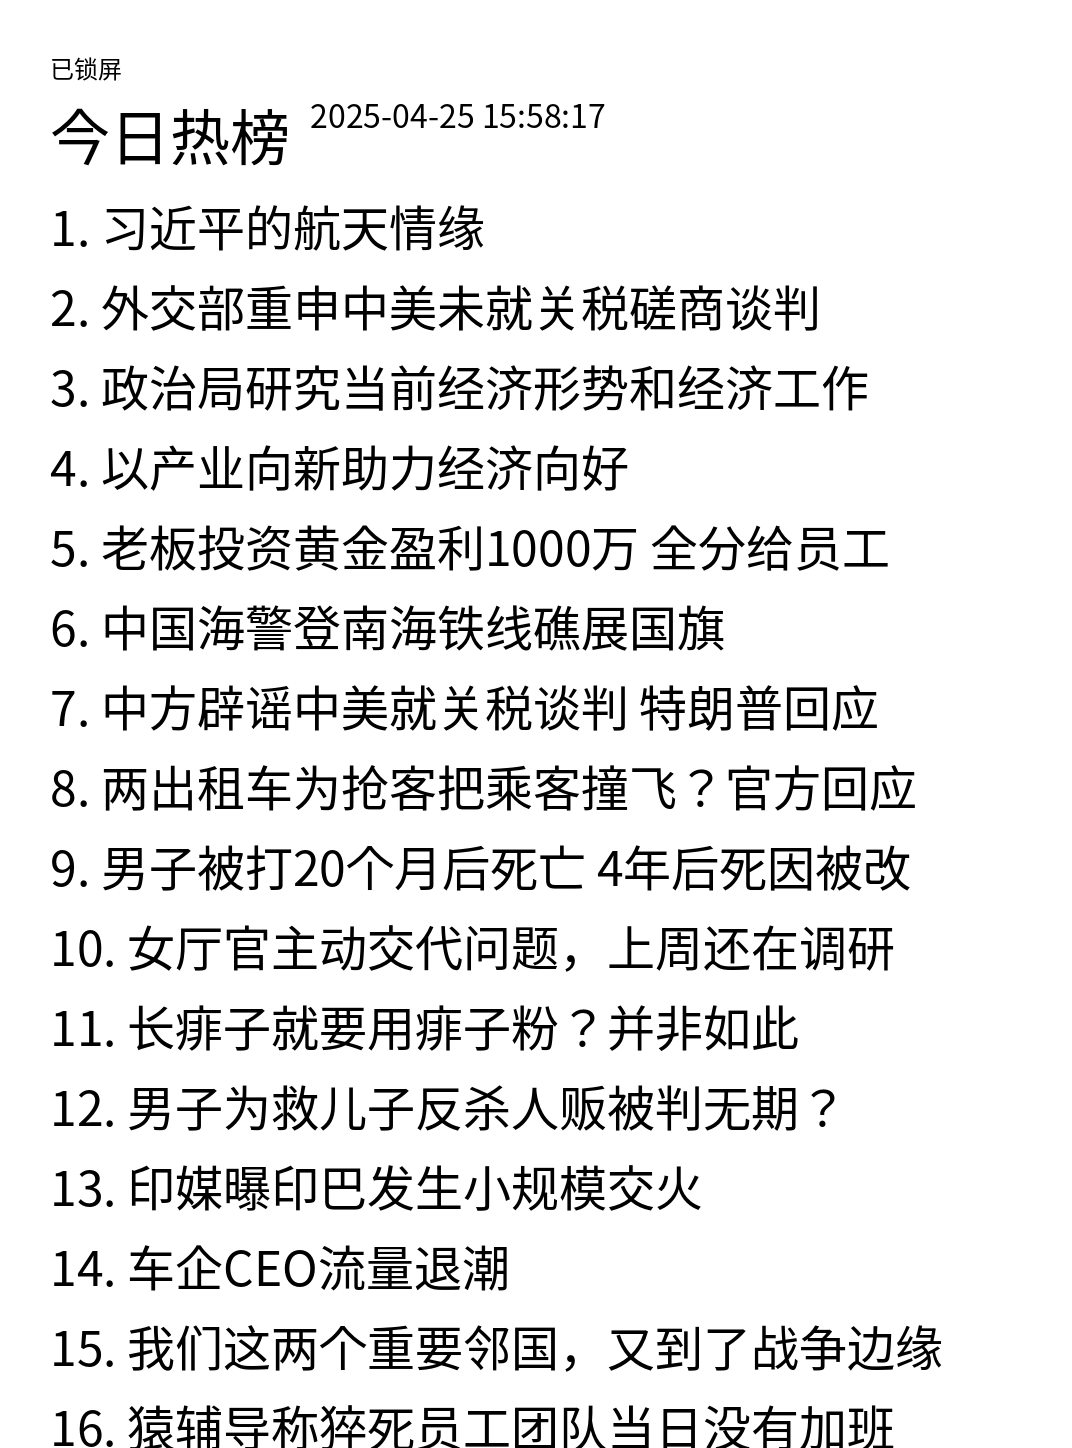 已锁屏
今日热榜 2025-04-25 15:58:17
1. 习近平的航天情缘
2. 外交部重申中美未就关税磋商谈判
3. 政治局研究当前经济形势和经济工作
4. 以产业向新助力经济向好
5. 老板投资黄金盈利1000万 全分给员工
6. 中国海警登南海铁线礁展国旗
7. 中方辟谣中美就关税谈判 特朗普回应
8. 两出租车为抢客把乘客撞飞？官方回应
9. 男子被打20个月后死亡 4年后死因被改
10. 女厅官主动交代问题，上周还在调研
11. 长痱子就要用痱子粉？并非如此
12. 男子为救儿子反杀人贩被判无期？
13. 印媒曝印巴发生小规模交火
14. 车企CEO流量退潮
15. 我们这两个重要邻国，又到了战争边缘
16. 猿辅导称猝死员工团队当日没有加班